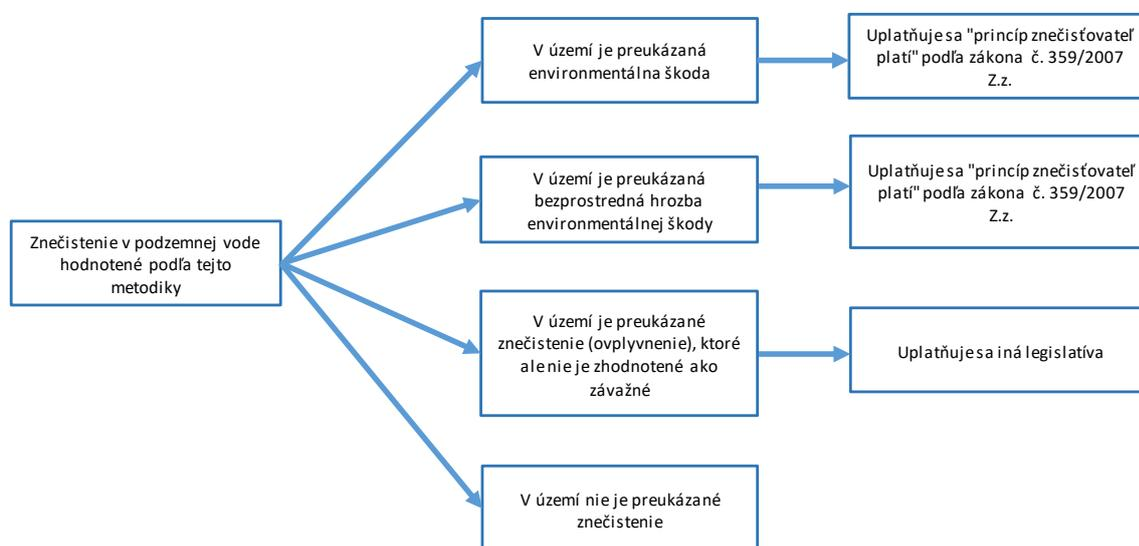 Znečistenie v podzemnej vode
hodnotené podľa tejto
metodiky
V území je preukázaná
environmentálna škoda
Uplatňuje sa "princíp znečisťovateľ
platí" podľa zákona č. 359/2007
Z.z.
V území je preukázaná
bezprostredná hrozba
environmentálnej škody
Uplatňuje sa "princíp znečisťovateľ
platí" podľa zákona č. 359/2007
Z.z.
V území je preukázané
znečistenie (ovplyvnenie), ktoré
ale nie je zhodnotené ako
závažné
Uplatňuje sa iná legislatíva
V území nie je preukázané
znečistenie